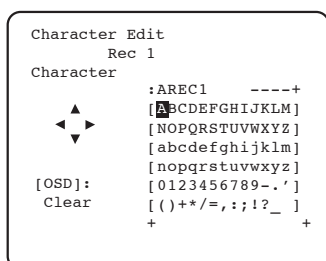 Character Edit
Rec 1
Character
:AREC1 ----+
[ABCDEFGHIJKLM]
[NOPQRSTUVWXYZ]
[abcdefghijklm]
[nopqrstuvwxyz]
[OSD]: [0123456789-.']
Clear [()+*/=,:;!?_ ]
+ +